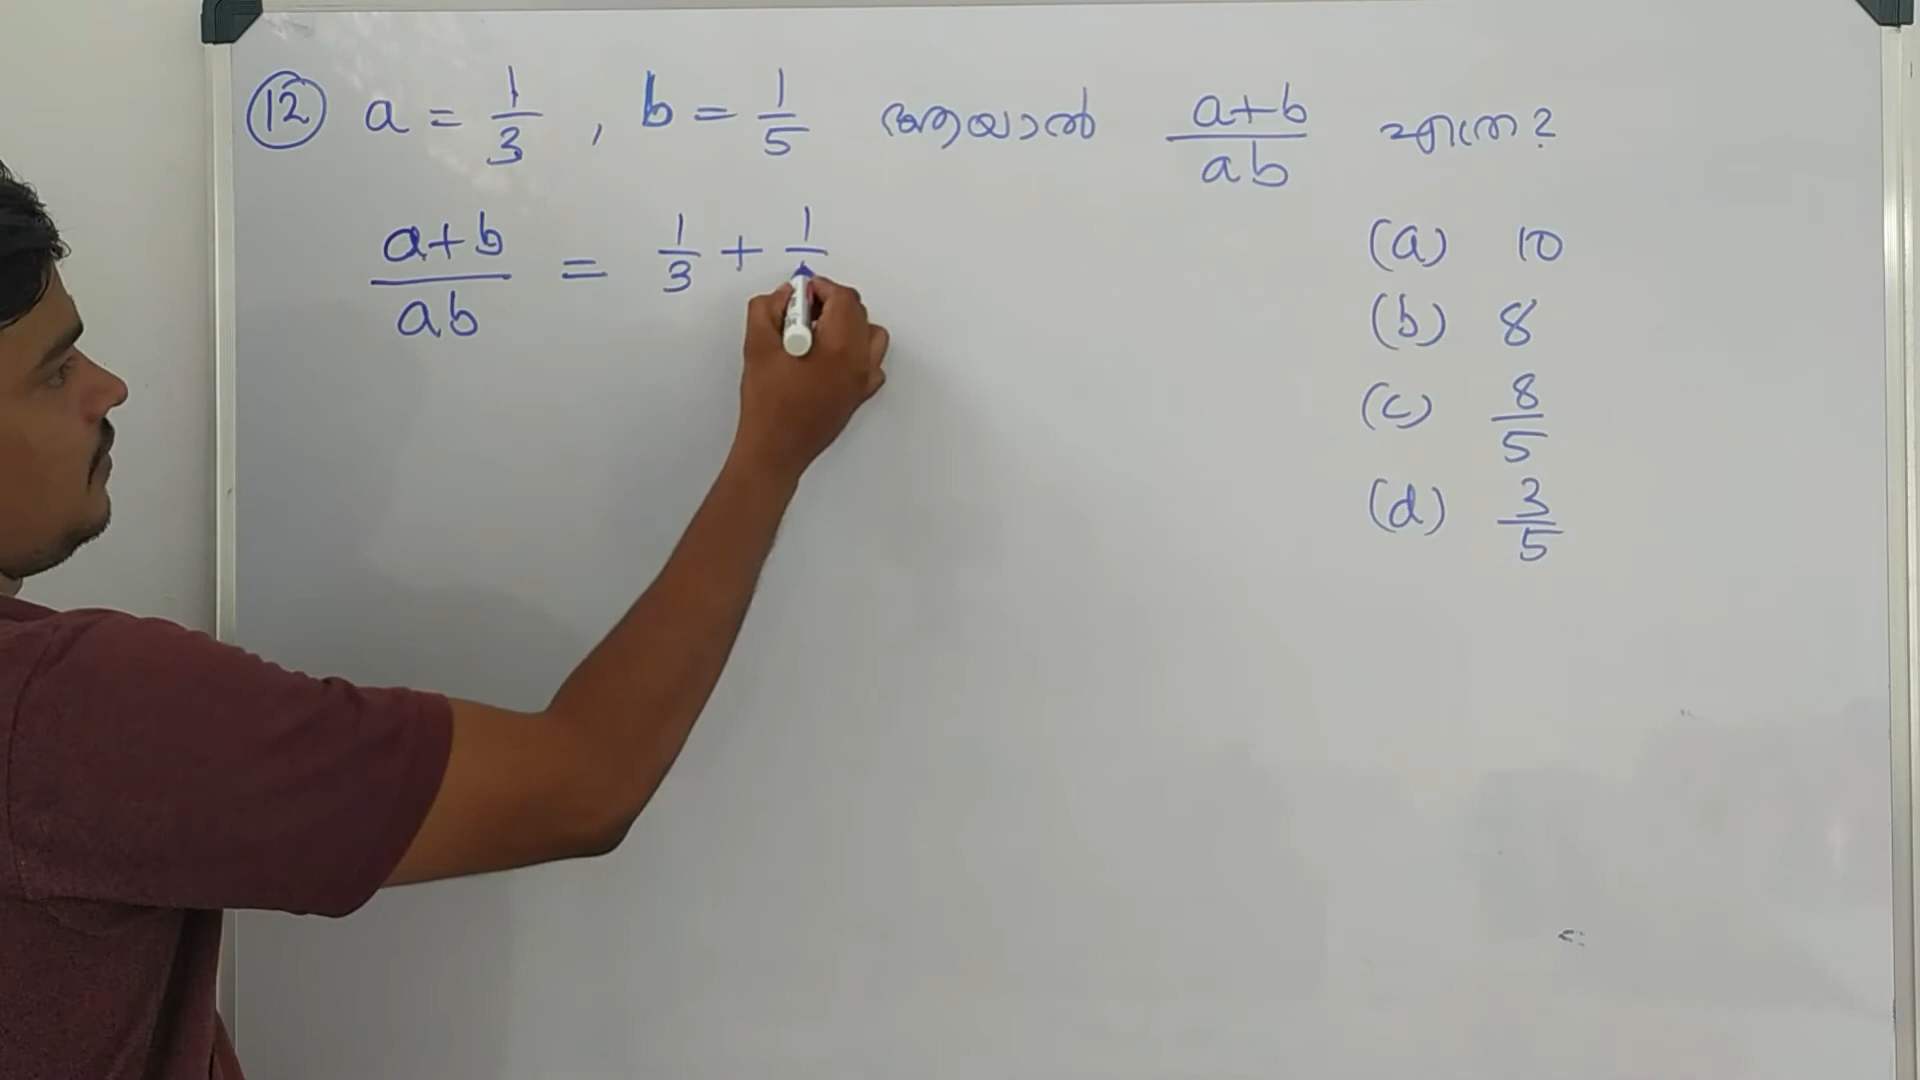 12 a = 1/3 , b = 1/5 ആയാൽ (a+b)/(ab) എത്ര?
(a+b)/(ab) = 1/3 + 1/
(a) 10
(b) 8
(c) 8/5
(d) 3/5